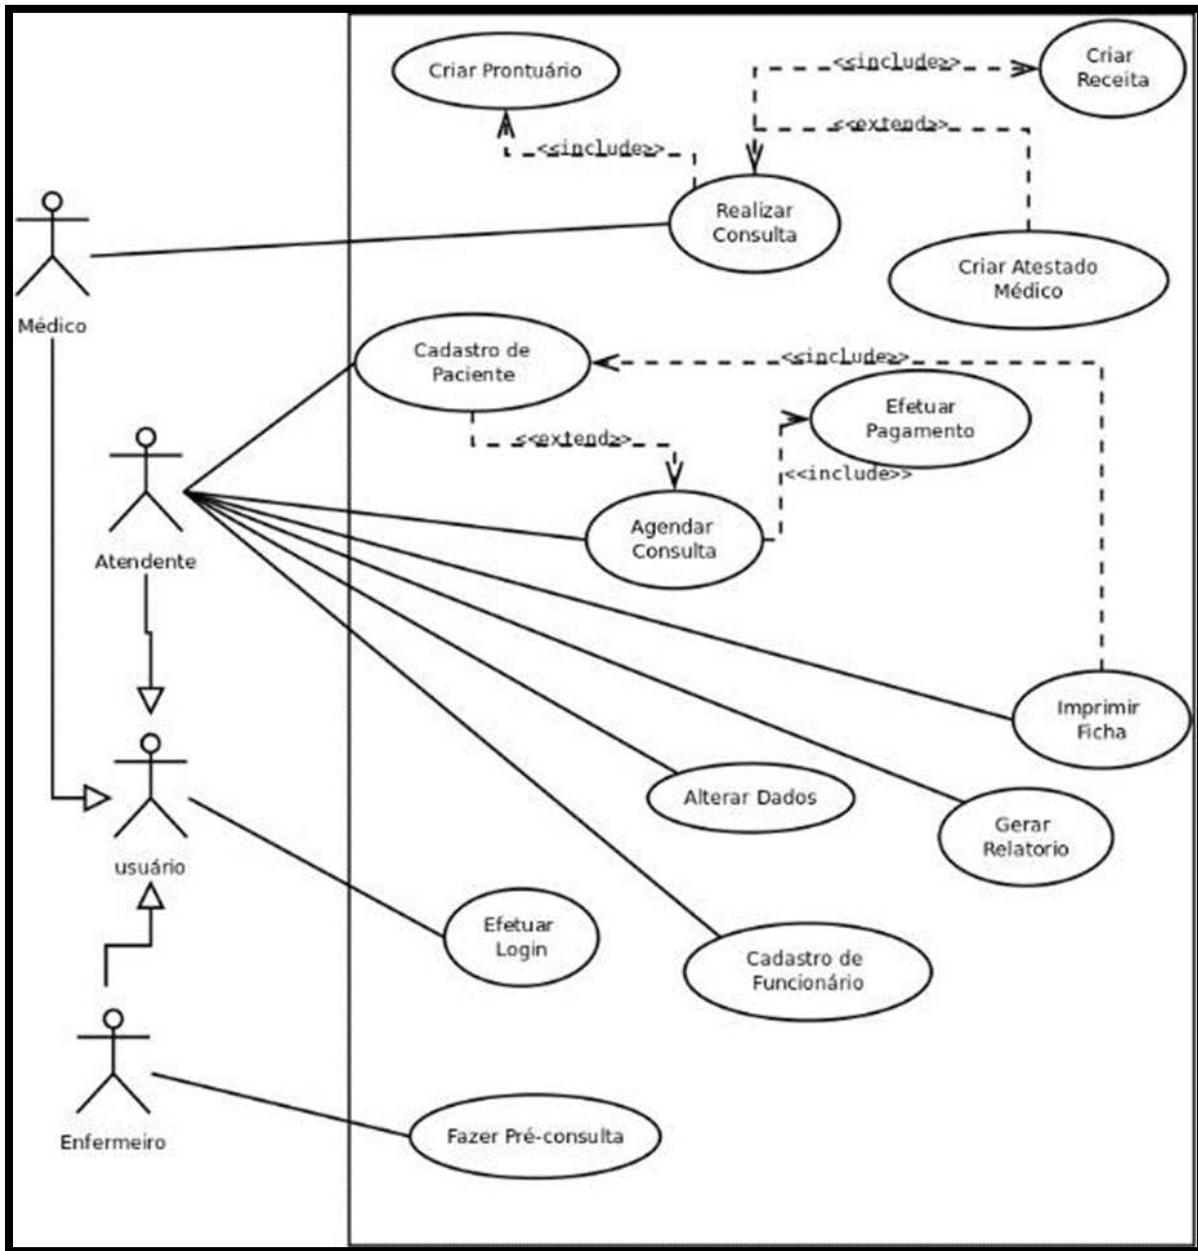 Criar Prontuário
<<include>>
Criar
Receita
<<extend>>
<<include>>
Realizar
Consulta
Criar Atestado
Médico
Médico
Cadastro de
Paciente
<<include>>
Efetuar
Pagamento
<<extend>>
<<include>>
Agendar
Consulta
Atendente
Imprimir
Ficha
Alterar Dados
Gerar
Relatorio
usuário
Efetuar
Login
Cadastro de
Funcionário
Enfermeiro
Fazer Pré-consulta